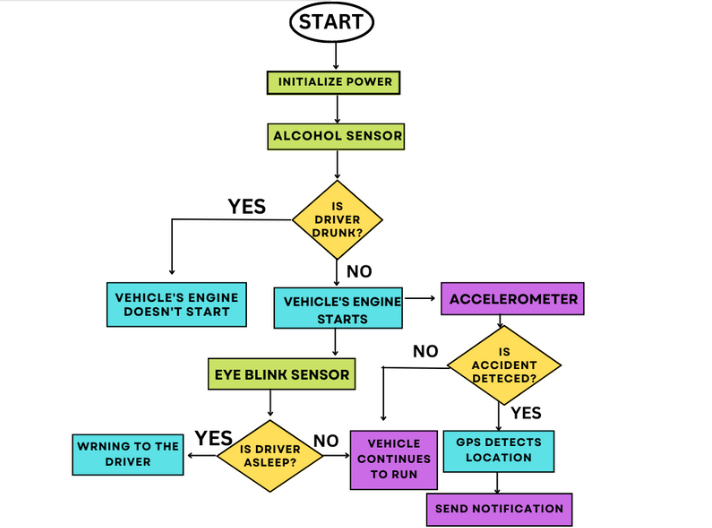 START
INITIALIZE POWER
ALCOHOL SENSOR
IS
DRIVER
DRUNK?
YES
NO
VEHICLE'S ENGINE
DOESN'T START
VEHICLE'S ENGINE
STARTS
ACCELEROMETER
EYE BLINK SENSOR
NO
IS
ACCIDENT
DETECED?
YES
WRNING TO THE
DRIVER
YES
IS DRIVER
ASLEEP?
NO
VEHICLE
CONTINUES
TO RUN
GPS DETECTS
LOCATION
SEND NOTIFICATION